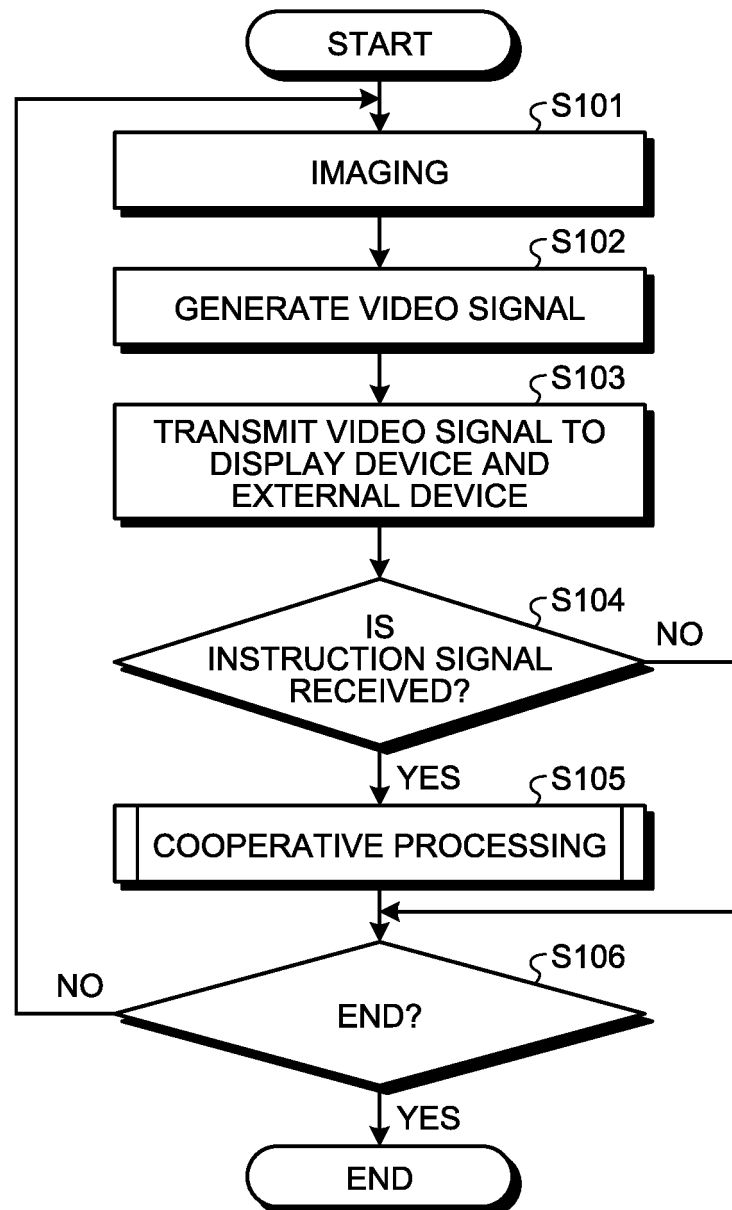 START
S101
IMAGING
S102
GENERATE VIDEO SIGNAL
S103
TRANSMIT VIDEO SIGNAL TO
DISPLAY DEVICE AND
EXTERNAL DEVICE
S104
IS
INSTRUCTION SIGNAL
RECEIVED?
NO
YES
S105
COOPERATIVE PROCESSING
S106
END?
NO
YES
END